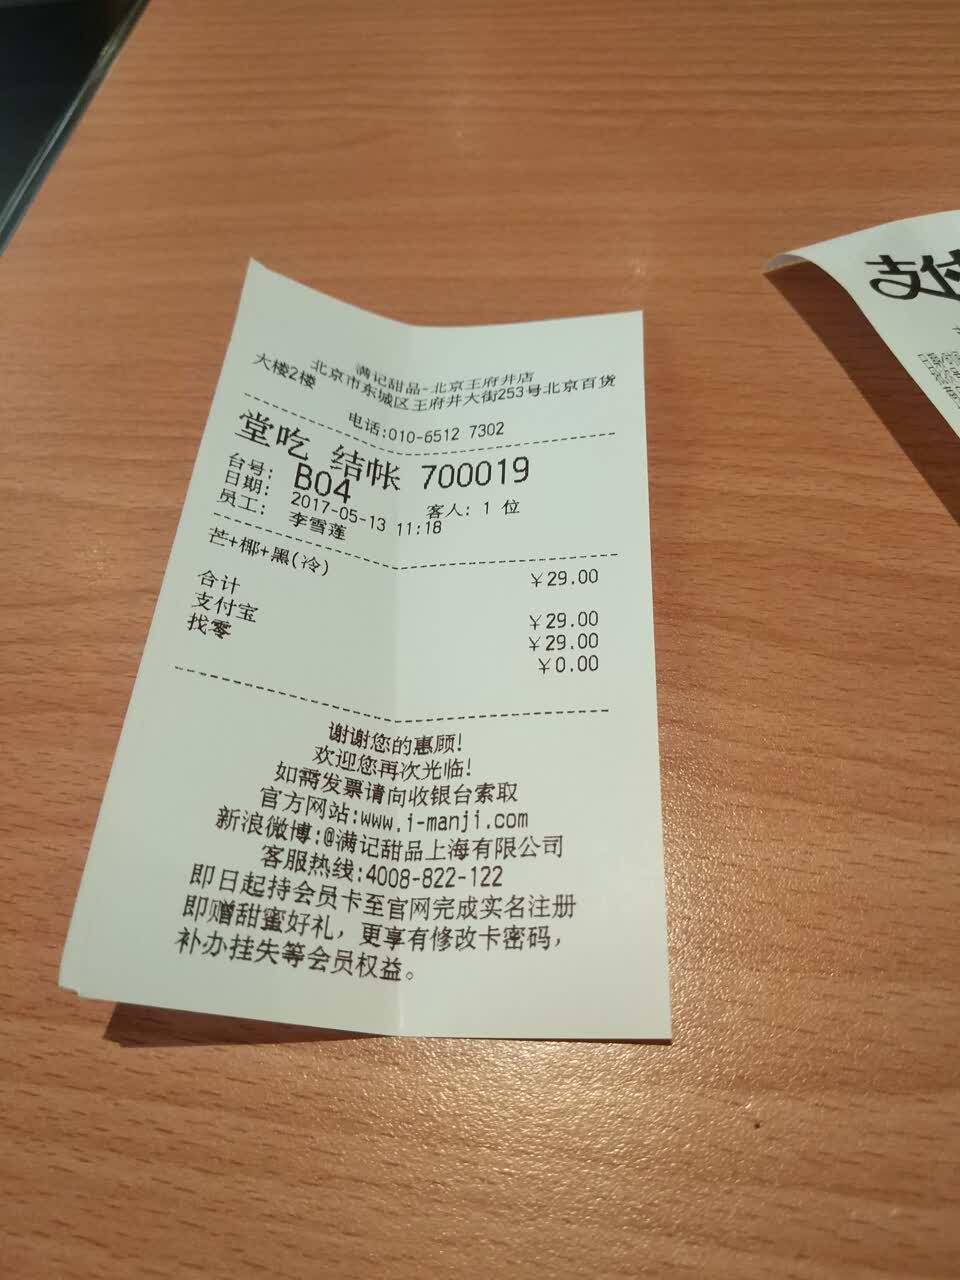 满记甜品-北京王府井店
北京市东城区王府井大街253号北京百货
大楼2楼
电话:010-6512 7302
堂吃 结帐 700019
台号: B04 客人: 1 位
日期: 2017-05-13 11:18
员工: 李雪莲
芒+椰+黑(冷) ¥29.00
合计 ¥29.00
支付宝 ¥29.00
找零 ¥0.00
谢谢您的惠顾!
欢迎您再次光临!
如需发票请向收银台索取
官方网站:www.i-manji.com
新浪微博:@满记甜品上海有限公司
客服热线:4008-822-122
即日起持会员卡至官网完成实名注册
即赠甜蜜好礼，更享有修改卡密码，
补办挂失等会员权益。
支付